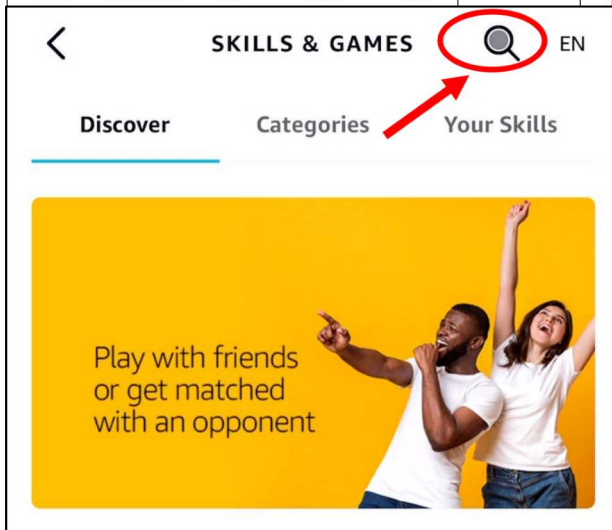 SKILLS & GAMES EN
Discover Categories Your Skills
Play with friends
or get matched
with an opponent